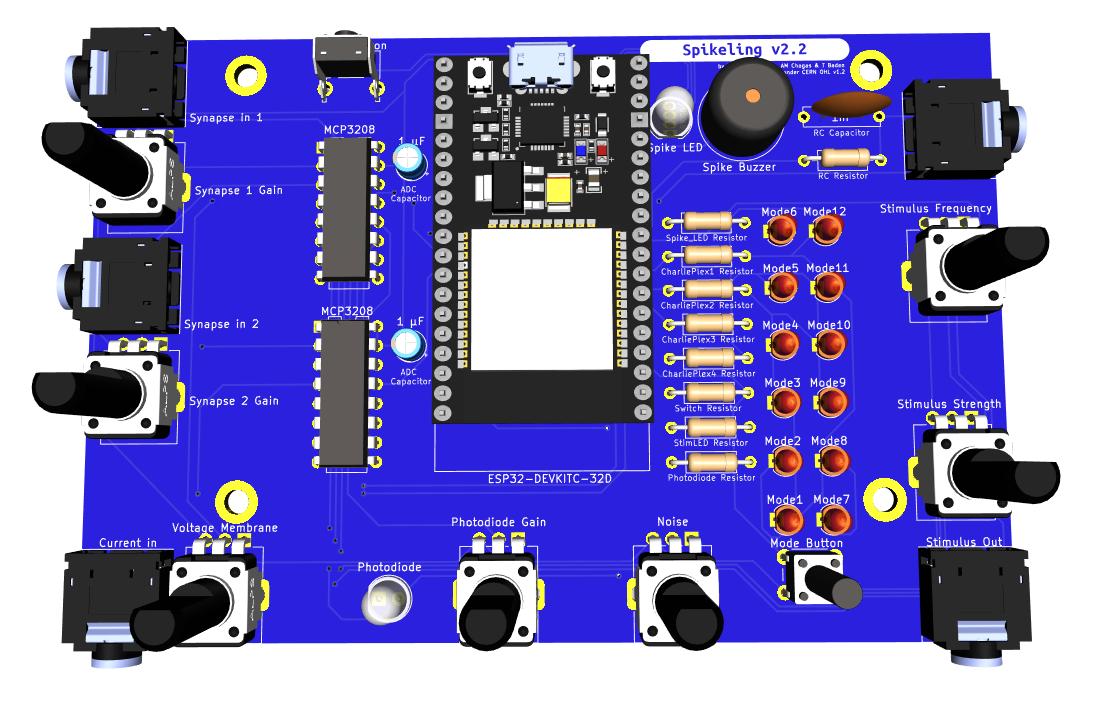 on
Spikeling v2.2
AM Chagas & T Baden
under CERN OHL v1.2
Synapse in 1
MCP3208
1 µF
ADC
Capacitor
Spike LED
Spike Buzzer
RC Capacitor
RC Resistor
Synapse 1 Gain
Stimulus Frequency
Mode6
Mode12
Spike_LED Resistor
CharliePlex1 Resistor
Mode5
Mode11
CharliePlex2 Resistor
MCP3208
1 µF
ADC
Capacitor
Synapse in 2
CharliePlex3 Resistor
Mode4
Mode10
CharliePlex4 Resistor
Synapse 2 Gain
Mode3
Mode9
Switch Resistor
Stimulus Strength
StimLED Resistor
Mode2
Mode8
Photodiode Resistor
ESP32-DEVKITC-32D
Mode1
Mode7
Voltage Membrane
Photodiode Gain
Noise
Current in
Mode Button
Stimulus Out
Photodiode